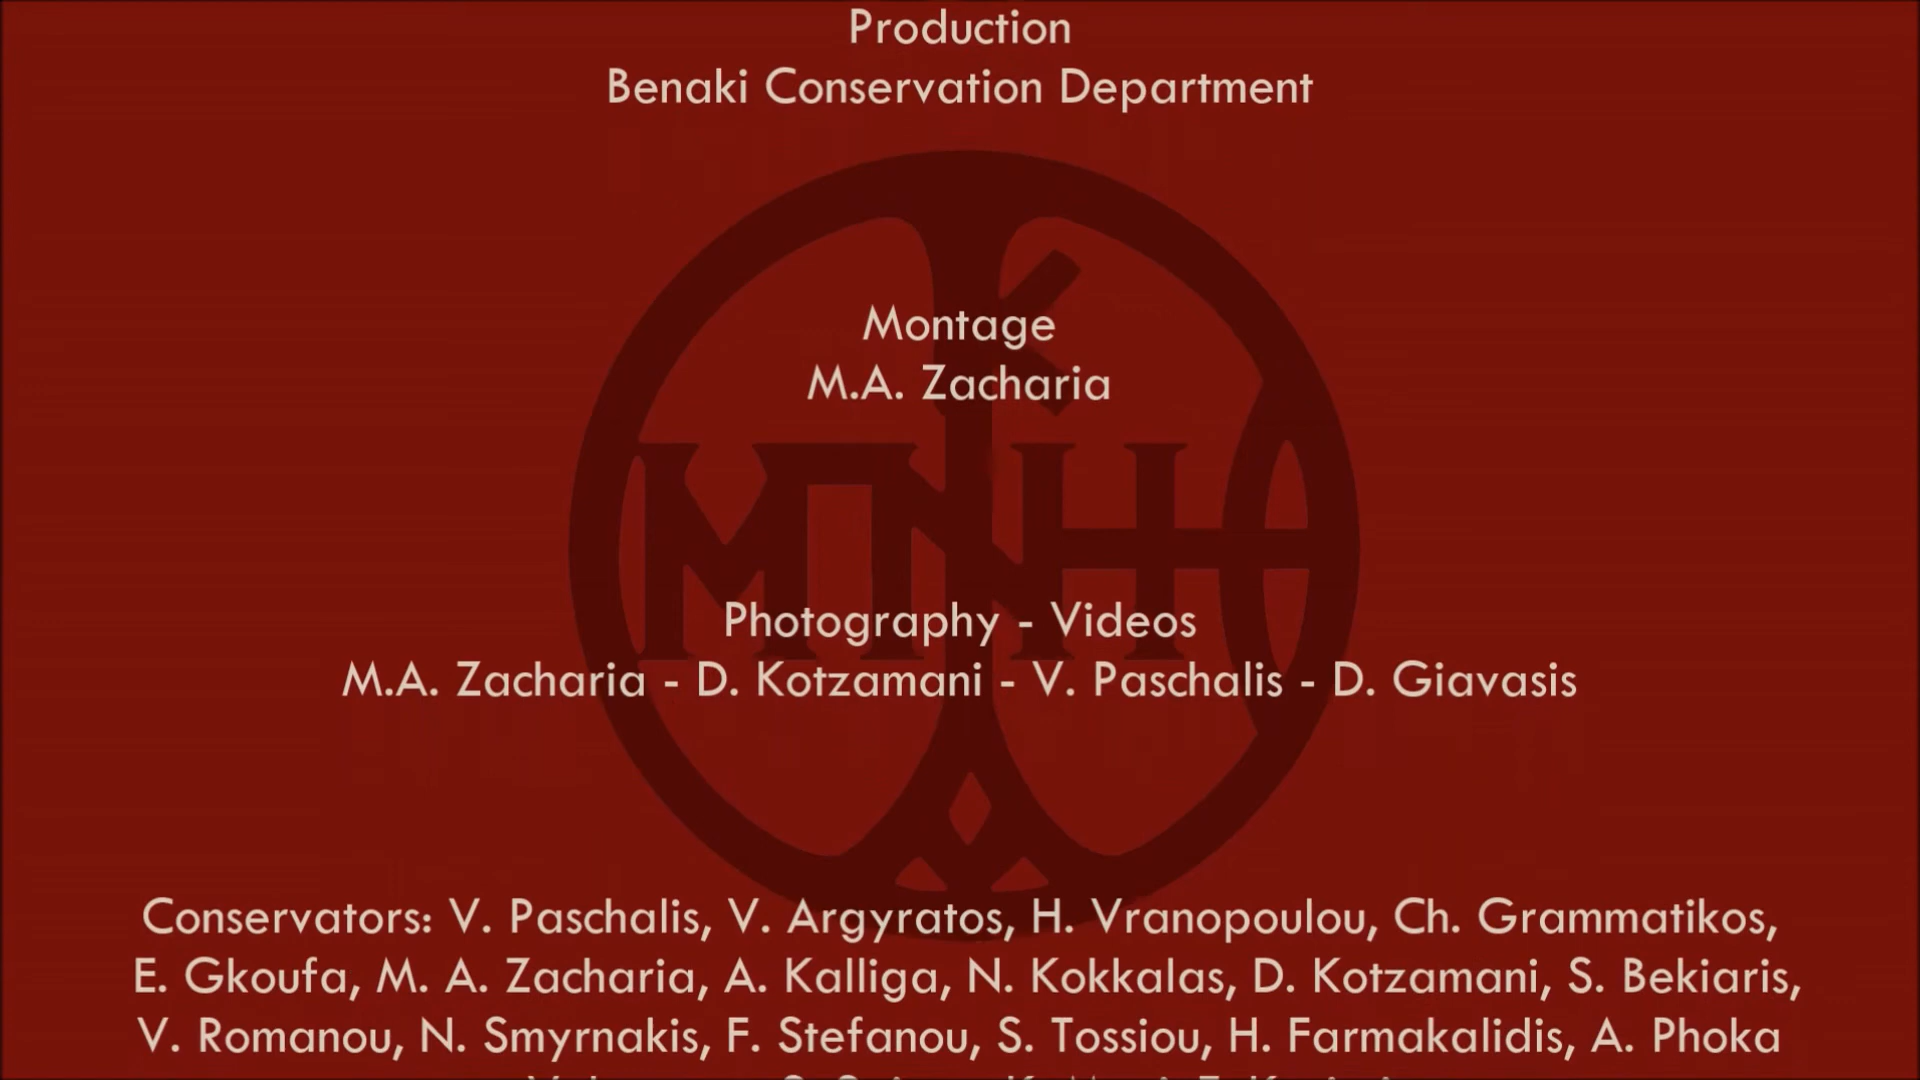 Production
Benaki Conservation Department
Montage
M.A. Zacharia
Photography - Videos
M.A. Zacharia - D. Kotzamani - V. Paschalis - D. Giavasis
Conservators: V. Paschalis, V. Argyratos, H. Vranopoulou, Ch. Grammatikos,
E. Gkoufa, M. A. Zacharia, A. Kalliga, N. Kokkalas, D. Kotzamani, S. Bekiaris,
V. Romanou, N. Smyrnakis, F. Stefanou, S. Tossiou, H. Farmakalidis, A. Phoka